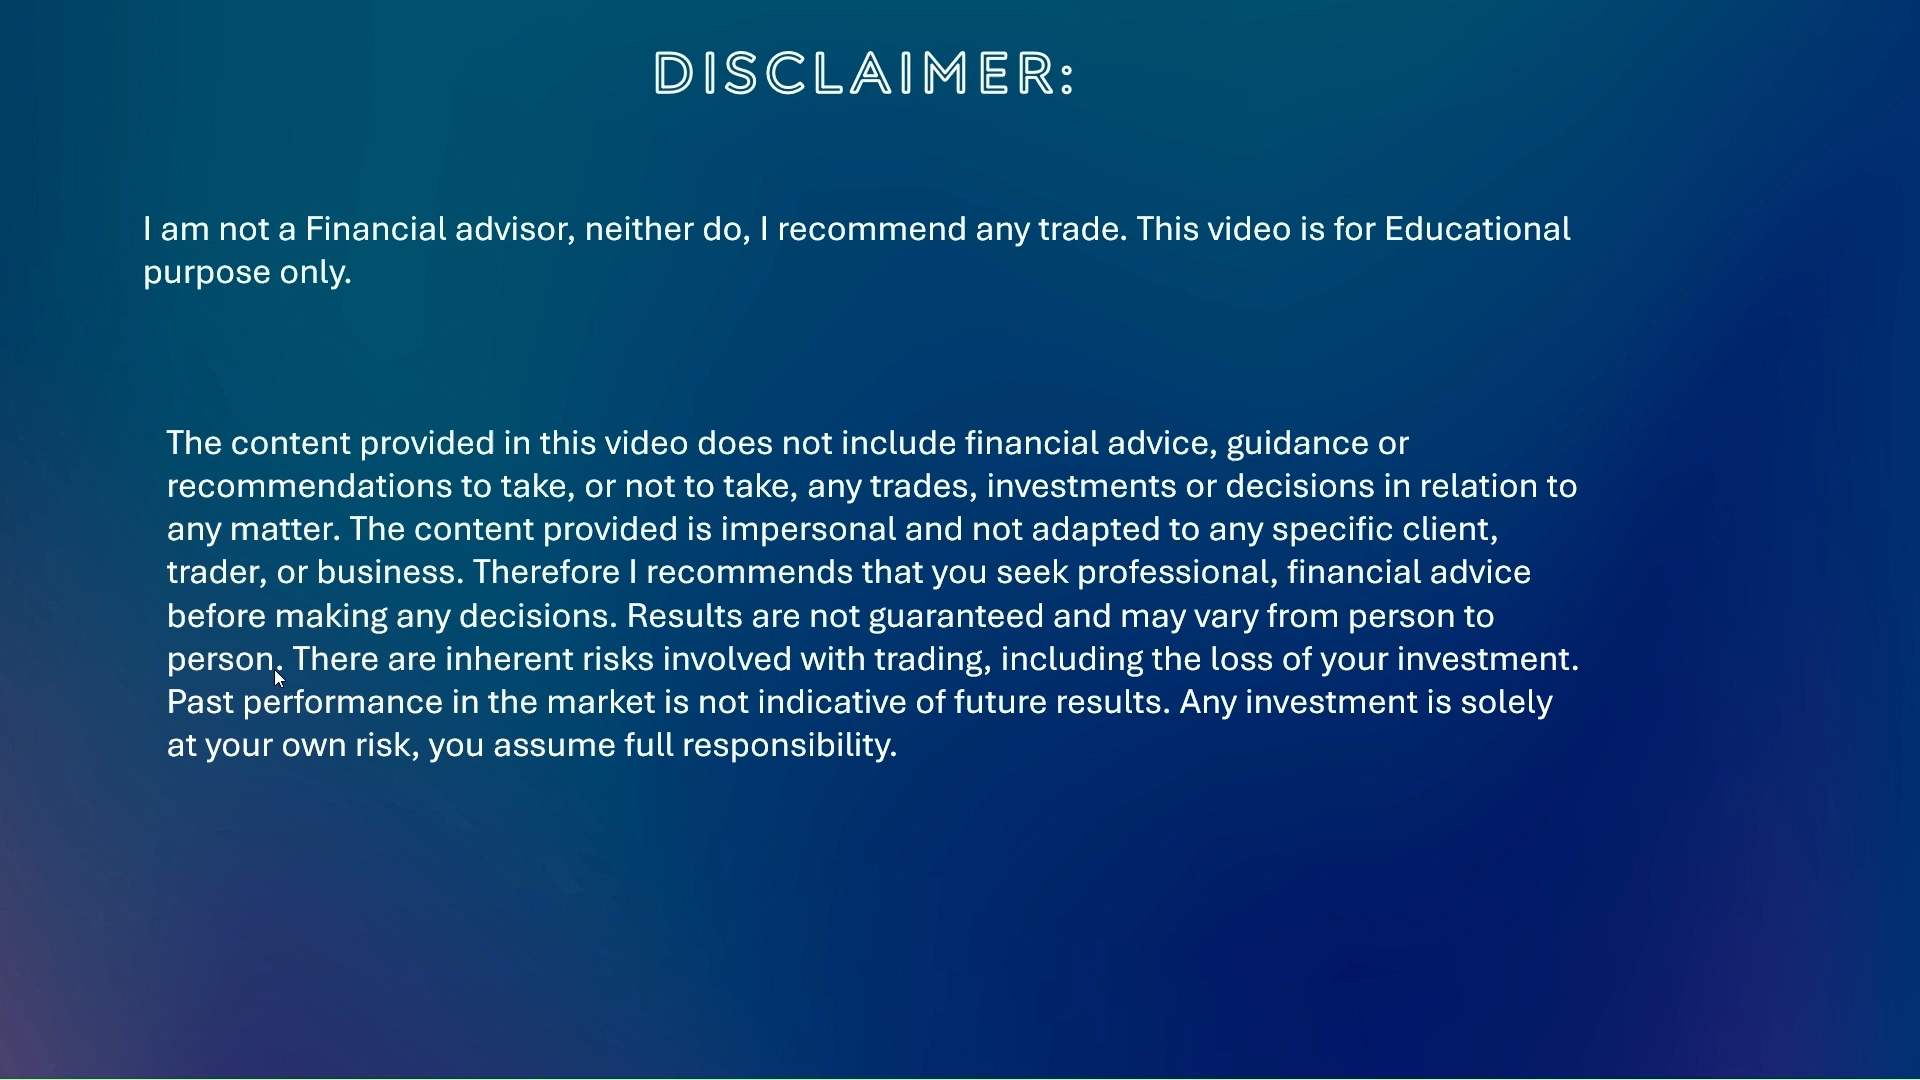 DISCLAIMER:
I am not a Financial advisor, neither do, I recommend any trade. This video is for Educational
purpose only.
The content provided in this video does not include financial advice, guidance or
recommendations to take, or not to take, any trades, investments or decisions in relation to
any matter. The content provided is impersonal and not adapted to any specific client,
trader, or business. Therefore I recommends that you seek professional, financial advice
before making any decisions. Results are not guaranteed and may vary from person to
person. There are inherent risks involved with trading, including the loss of your investment.
Past performance in the market is not indicative of future results. Any investment is solely
at your own risk, you assume full responsibility.